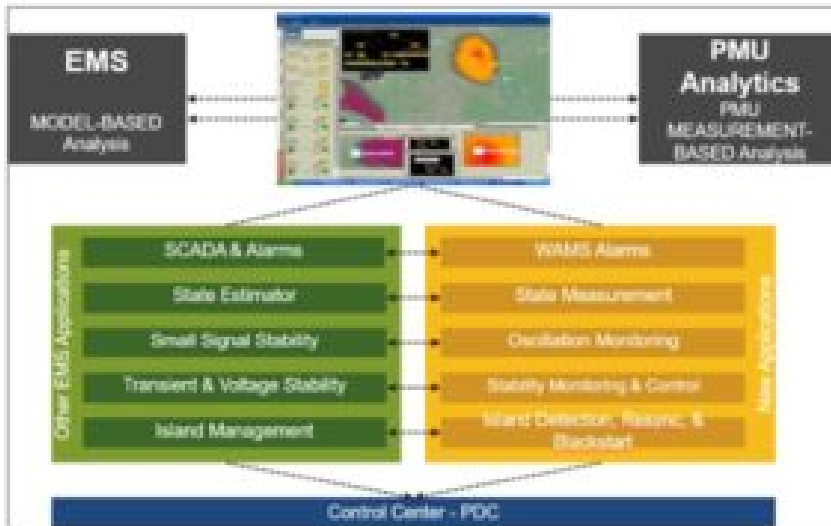 EMS
MODEL-BASED
Analysis
PMU
Analytics
PMU
MEASUREMENT-
BASED Analysis
Other EMS Applications
SCADA & Alarms
State Estimator
Small Signal Stability
Transient & Voltage Stability
Island Management
WAMS Alarms
State Measurement
Oscillation Monitoring
Stability Monitoring & Control
Island Detection, Resync, &
Blackstart
New Applications
Control Center - PDC